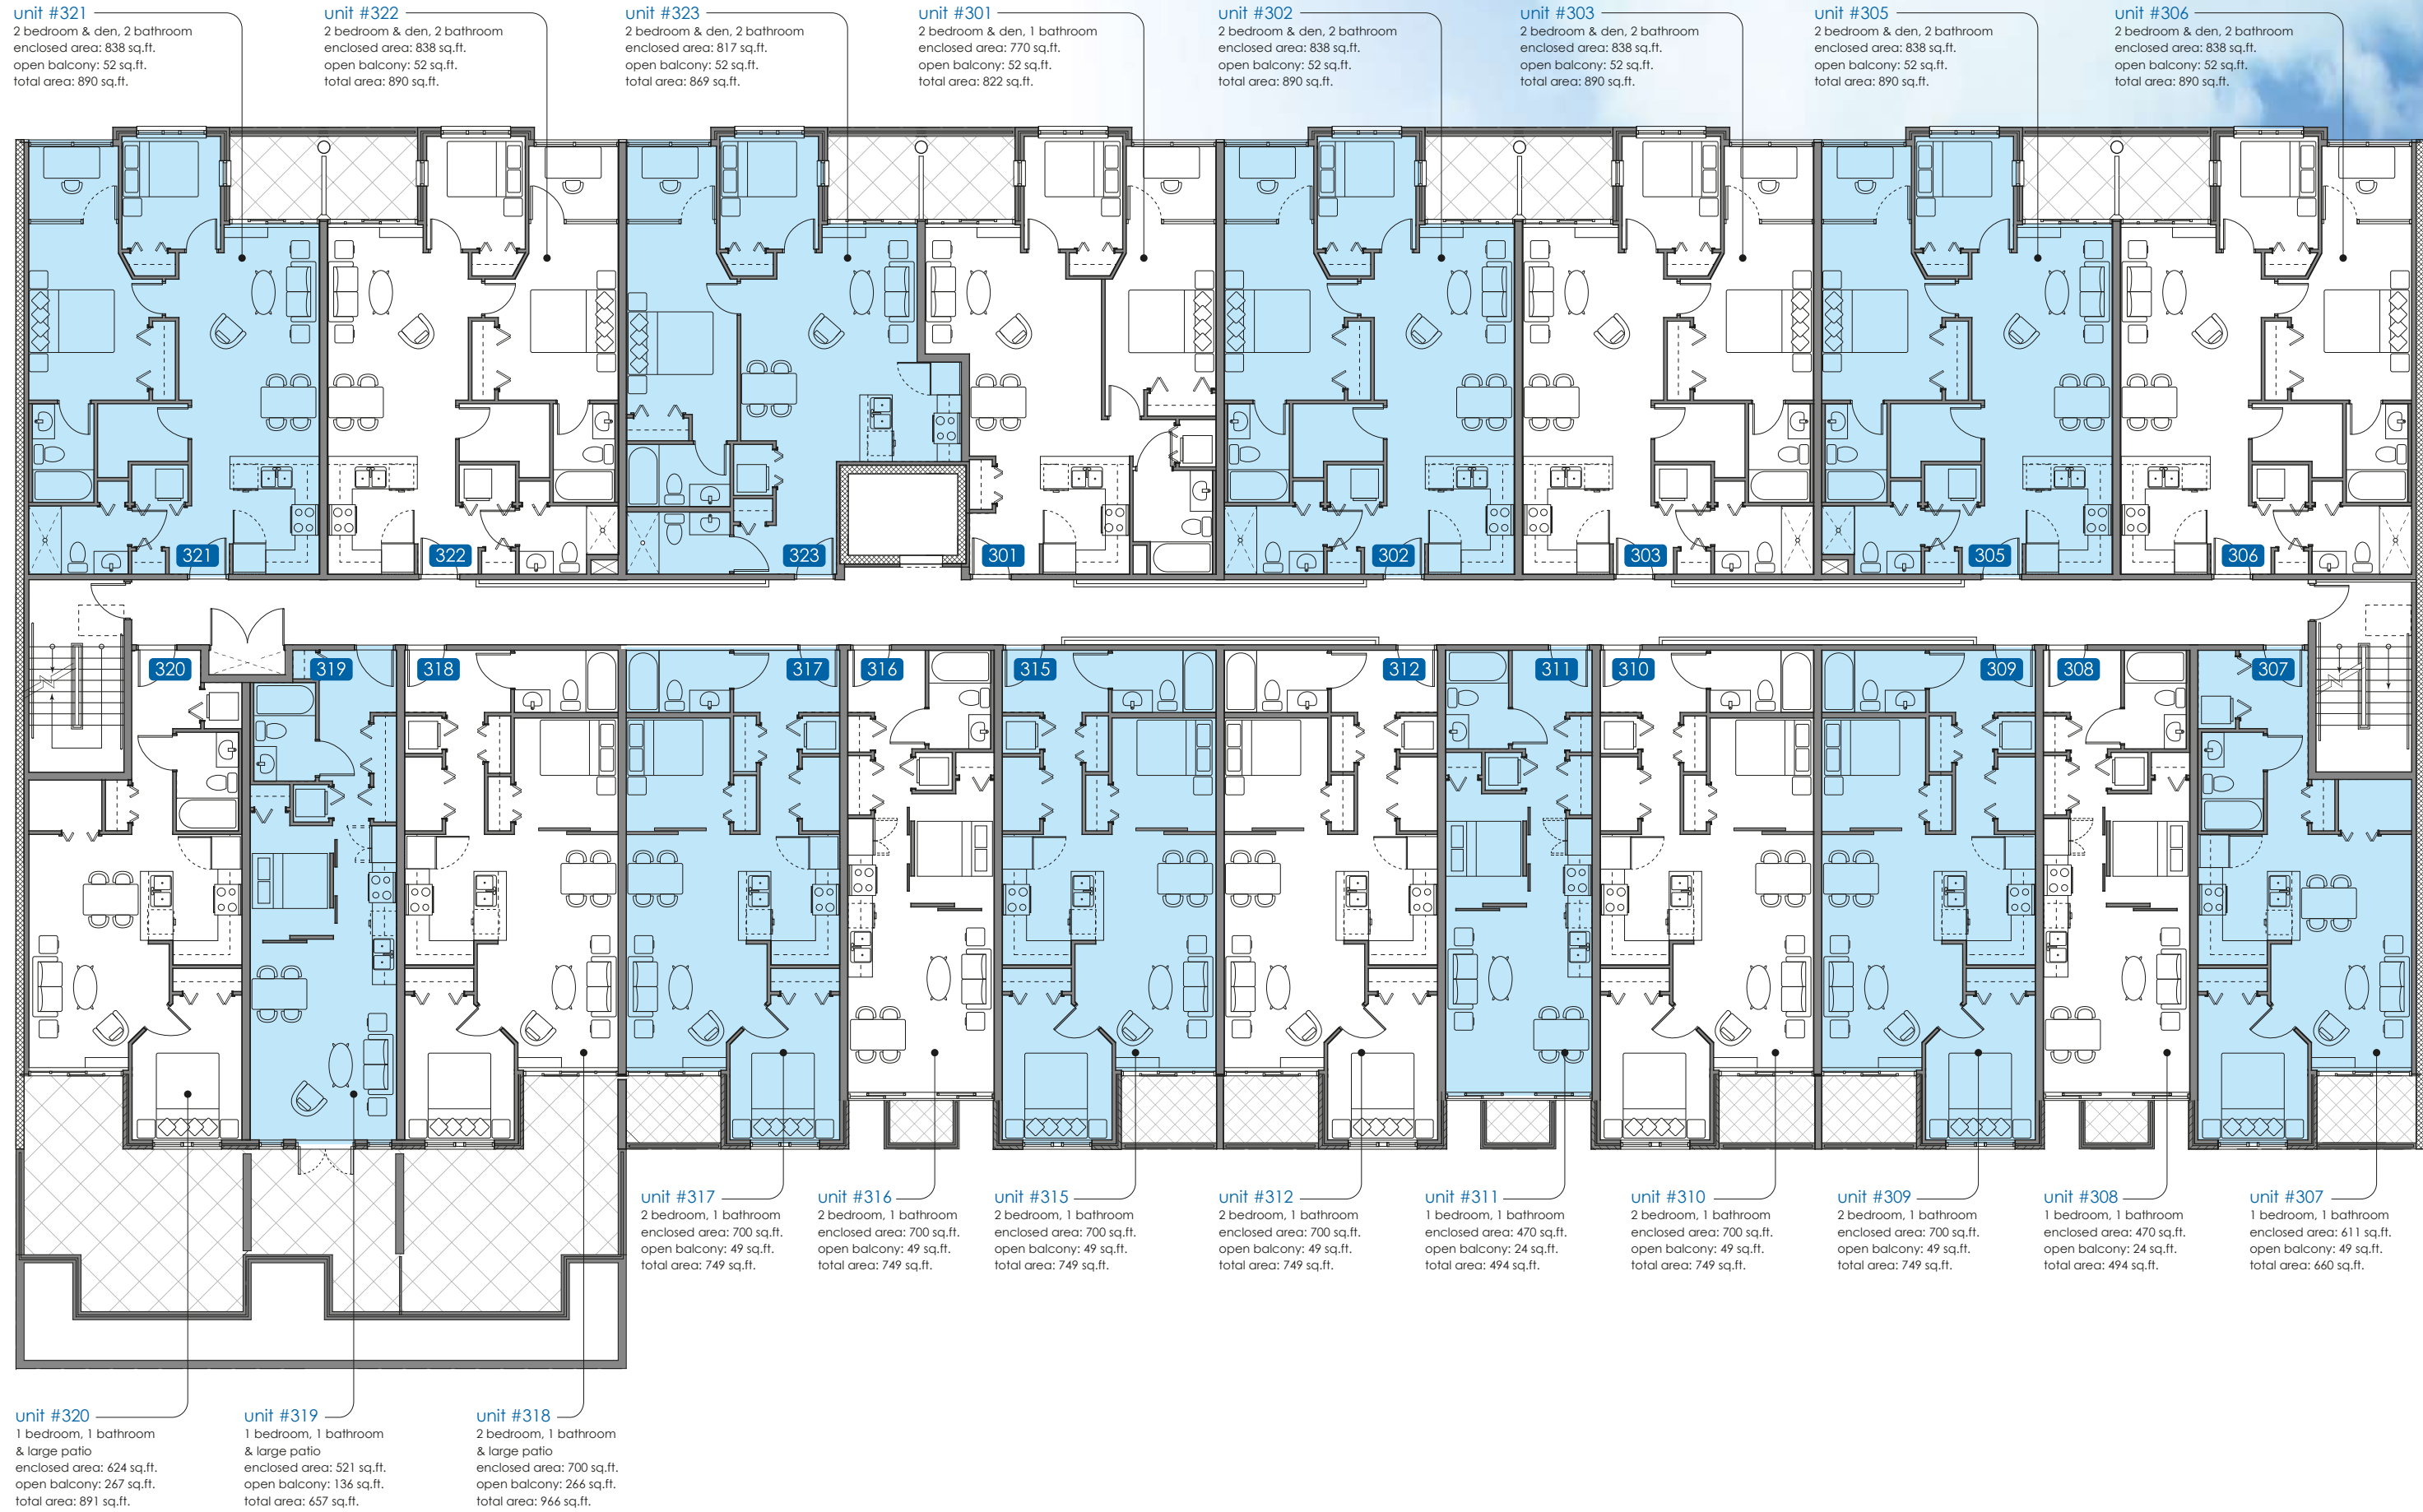 unit #321
2 bedroom & den, 2 bathroom
enclosed area: 838 sq.ft.
open balcony: 52 sq.ft.
total area: 890 sq.ft.
unit #322
2 bedroom & den, 2 bathroom
enclosed area: 838 sq.ft.
open balcony: 52 sq.ft.
total area: 890 sq.ft.
unit #323
2 bedroom & den, 2 bathroom
enclosed area: 817 sq.ft.
open balcony: 52 sq.ft.
total area: 869 sq.ft.
unit #301
2 bedroom & den, 1 bathroom
enclosed area: 770 sq.ft.
open balcony: 52 sq.ft.
total area: 822 sq.ft.
unit #302
2 bedroom & den, 2 bathroom
enclosed area: 838 sq.ft.
open balcony: 52 sq.ft.
total area: 890 sq.ft.
unit #303
2 bedroom & den, 2 bathroom
enclosed area: 838 sq.ft.
open balcony: 52 sq.ft.
total area: 890 sq.ft.
unit #305
2 bedroom & den, 2 bathroom
enclosed area: 838 sq.ft.
open balcony: 52 sq.ft.
total area: 890 sq.ft.
unit #306
2 bedroom & den, 2 bathroom
enclosed area: 838 sq.ft.
open balcony: 52 sq.ft.
total area: 890 sq.ft.
321
322
323
301
302
303
305
306
320
319
318
317
316
315
312
311
310
309
308
307
unit #317
2 bedroom, 1 bathroom
enclosed area: 700 sq.ft.
open balcony: 49 sq.ft.
total area: 749 sq.ft.
unit #316
2 bedroom, 1 bathroom
enclosed area: 700 sq.ft.
open balcony: 49 sq.ft.
total area: 749 sq.ft.
unit #315
2 bedroom, 1 bathroom
enclosed area: 700 sq.ft.
open balcony: 49 sq.ft.
total area: 749 sq.ft.
unit #312
2 bedroom, 1 bathroom
enclosed area: 700 sq.ft.
open balcony: 49 sq.ft.
total area: 749 sq.ft.
unit #311
1 bedroom, 1 bathroom
enclosed area: 470 sq.ft.
open balcony: 24 sq.ft.
total area: 494 sq.ft.
unit #310
2 bedroom, 1 bathroom
enclosed area: 700 sq.ft.
open balcony: 49 sq.ft.
total area: 749 sq.ft.
unit #309
2 bedroom, 1 bathroom
enclosed area: 700 sq.ft.
open balcony: 49 sq.ft.
total area: 749 sq.ft.
unit #308
1 bedroom, 1 bathroom
enclosed area: 470 sq.ft.
open balcony: 24 sq.ft.
total area: 494 sq.ft.
unit #307
1 bedroom, 1 bathroom
enclosed area: 611 sq.ft.
open balcony: 49 sq.ft.
total area: 660 sq.ft.
unit #320
1 bedroom, 1 bathroom
& large patio
enclosed area: 624 sq.ft.
open balcony: 267 sq.ft.
total area: 891 sq.ft.
unit #319
1 bedroom, 1 bathroom
& large patio
enclosed area: 521 sq.ft.
open balcony: 136 sq.ft.
total area: 657 sq.ft.
unit #318
2 bedroom, 1 bathroom
& large patio
enclosed area: 700 sq.ft.
open balcony: 266 sq.ft.
total area: 966 sq.ft.